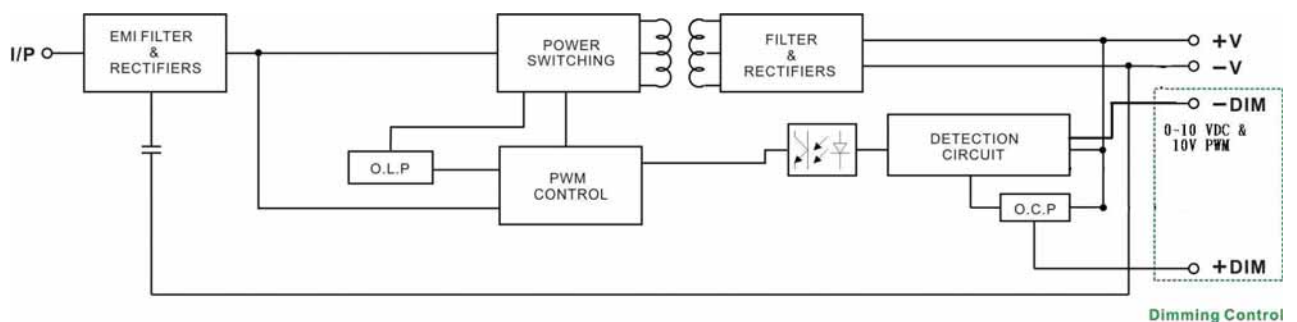 I/P
EMI FILTER
&
RECTIFIERS
POWER
SWITCHING
FILTER
&
RECTIFIERS
+V
−V
−DIM
0-10 VDC &
10V PWM
DETECTION
CIRCUIT
O.L.P
PWM
CONTROL
O.C.P
+DIM
Dimming Control